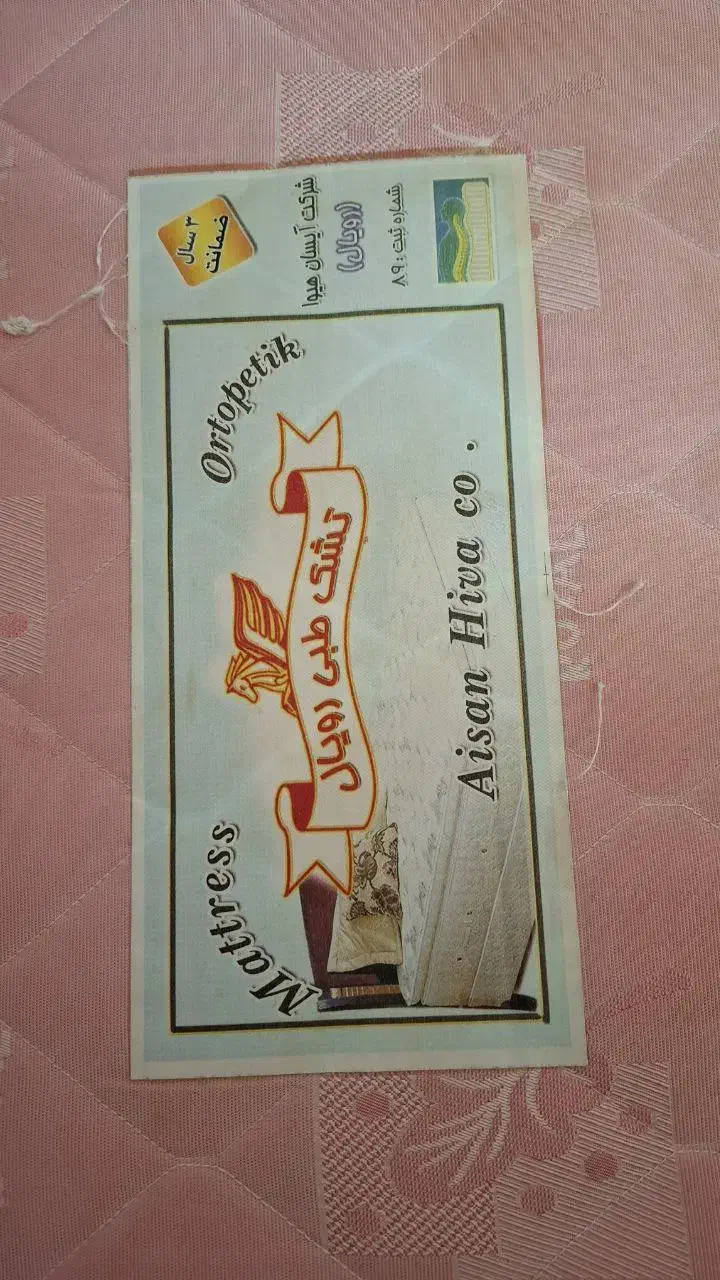 Mattress Ortopetik
تشک طبی رویال
Aisan Hiva co .
۳ سال
ضمانت
شرکت آیسان هیوا
(رویال)
شماره ثبت : ۸۹